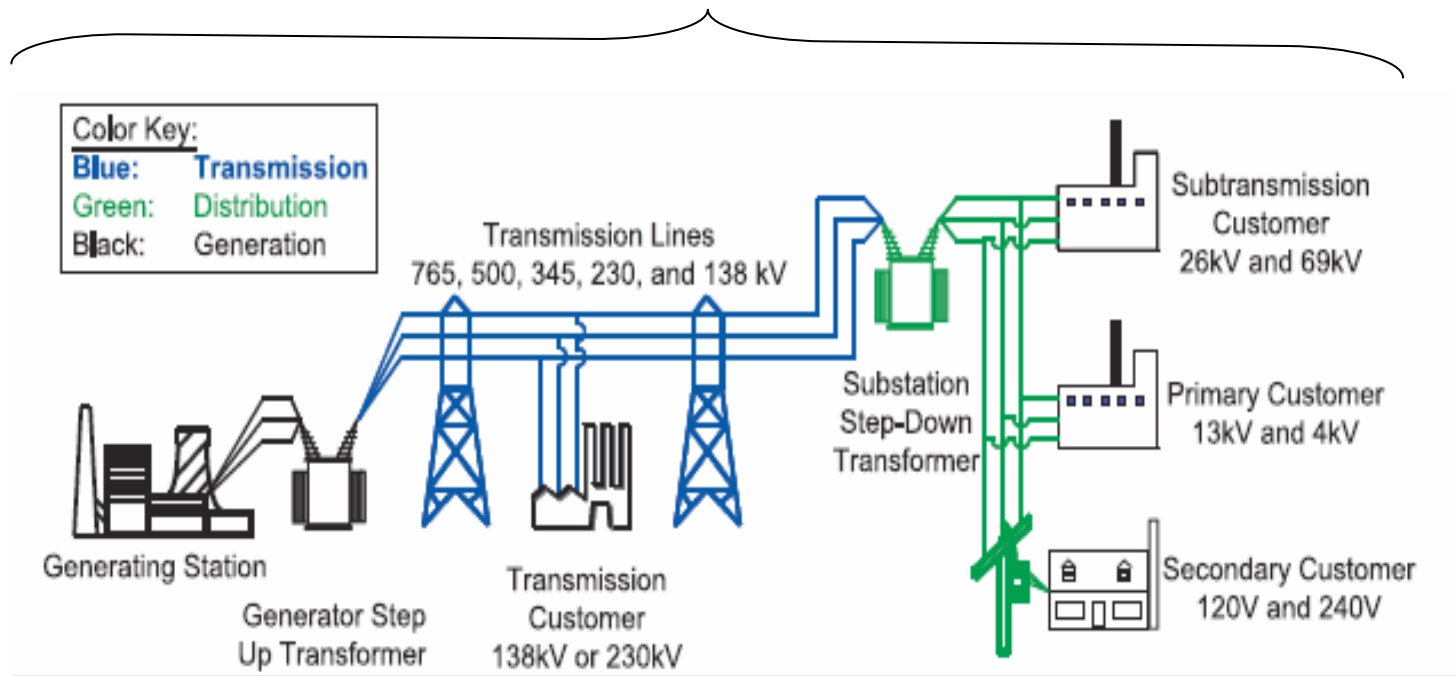 Color Key:
Blue: Transmission
Green: Distribution
Black: Generation
Transmission Lines
765, 500, 345, 230, and 138 kV
Subtransmission
Customer
26kV and 69kV
Substation
Step-Down
Transformer
Primary Customer
13kV and 4kV
Generating Station
Generator Step
Up Transformer
Transmission
Customer
138kV or 230kV
Secondary Customer
120V and 240V